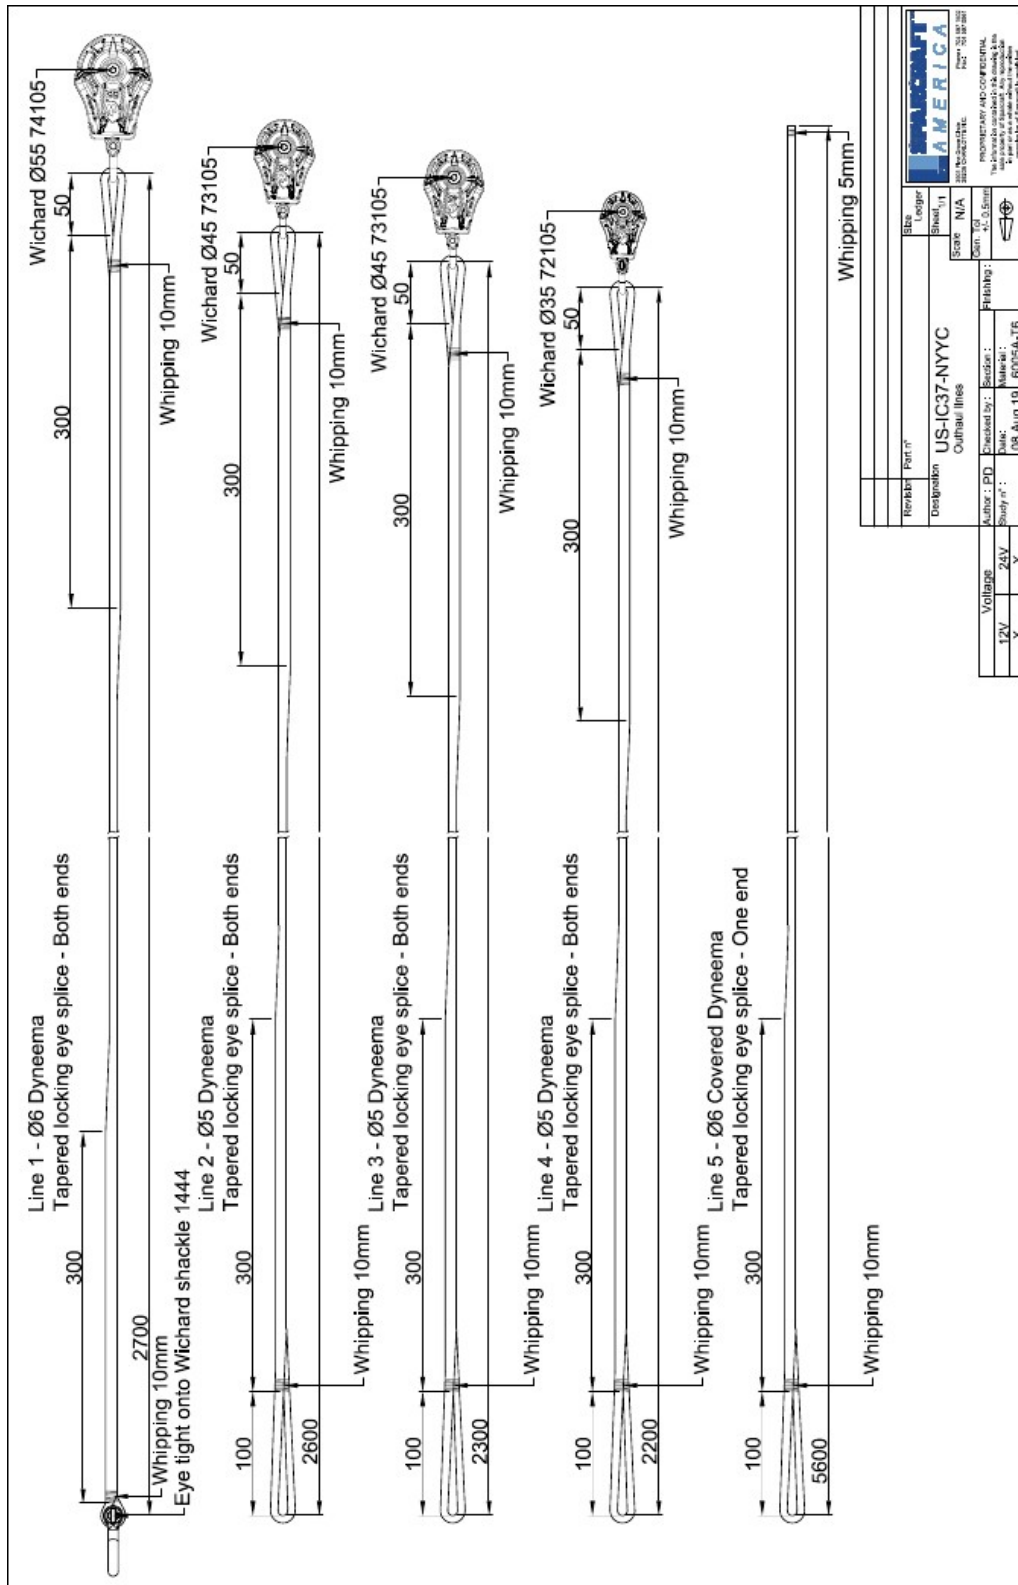 Line 1 - Ø6 Dyneema
Tapered locking eye splice - Both ends
Wichard Ø55 74105
50
300
Whipping 10mm
300
2700
Whipping 10mm
Eye tight onto Wichard shackle 1444
Line 2 - Ø5 Dyneema
Tapered locking eye splice - Both ends
Wichard Ø45 73105
50
300
Whipping 10mm
300
Whipping 10mm
100
2600
Line 3 - Ø5 Dyneema
Tapered locking eye splice - Both ends
Wichard Ø45 73105
50
300
Whipping 10mm
300
Whipping 10mm
100
2300
Line 4 - Ø5 Dyneema
Tapered locking eye splice - Both ends
Wichard Ø35 72105
50
300
Whipping 10mm
300
Whipping 10mm
100
2200
Line 5 - Ø6 Covered Dyneema
Tapered locking eye splice - One end
Whipping 5mm
300
Whipping 10mm
100
5600
Revision
Part n°
Designation
US-IC37-NYYC
Outhaul lines
Size
Ledger
Sheet 1/1
Scale N/A
Gen. Tol
+/- 0.5mm
SPARCRAFT
AMERICA
PROPRIETARY AND CONFIDENTIAL
Voltage
12V
24V
X
X
Author : PD
Study n° :
Checked by :
Date:
08 Aug 19
Section :
Material :
6005A-T6
Finishing :